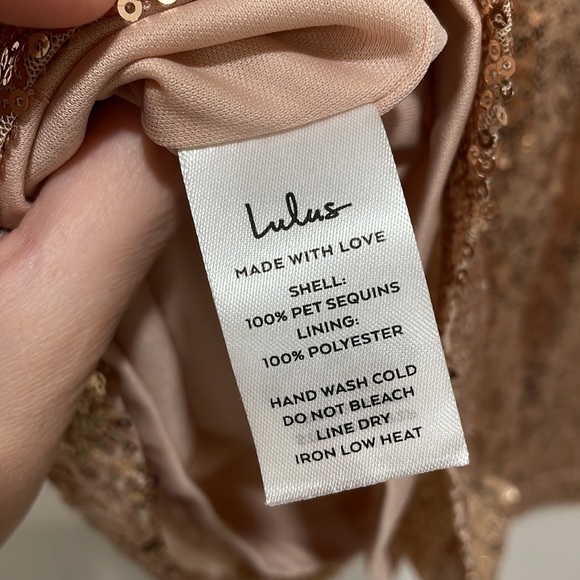 Lulus
MADE WITH LOVE
SHELL:
100% PET SEQUINS
LINING:
100% POLYESTER
HAND WASH COLD
DO NOT BLEACH
LINE DRY
IRON LOW HEAT